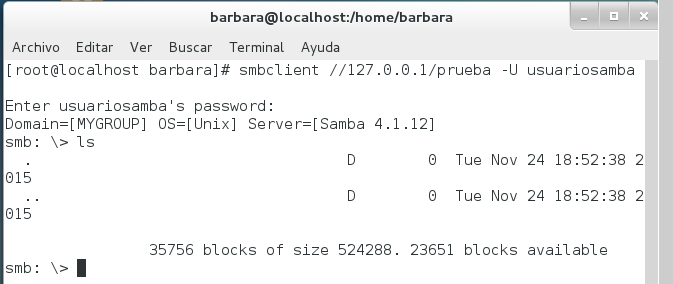 barbara@localhost:/home/barbara
Archivo Editar Ver Buscar Terminal Ayuda
[root@localhost barbara]# smbclient //127.0.0.1/prueba -U usuariosamba
Enter usuariosamba's password:
Domain=[MYGROUP] OS=[Unix] Server=[Samba 4.1.12]
smb: \> ls
. D 0 Tue Nov 24 18:52:38 2
015
.. D 0 Tue Nov 24 18:52:38 2
015
35756 blocks of size 524288. 23651 blocks available
smb: \>